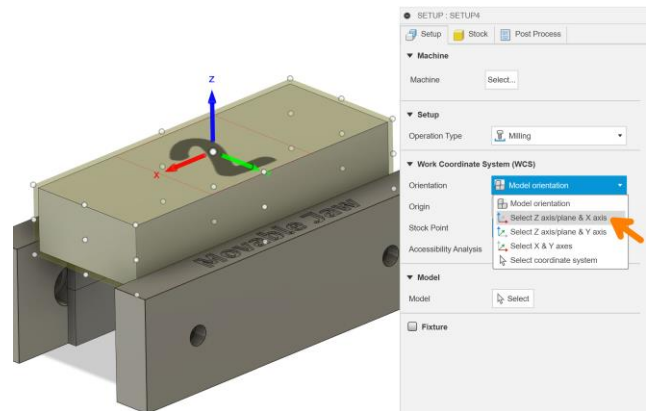 SETUP : SETUP4
Setup
Stock
Post Process
Machine
Machine
Select...
Setup
Operation Type
Milling
Work Coordinate System (WCS)
Orientation
Model orientation
Model orientation
Origin
Select Z axis/plane & X axis
Stock Point
Select Z axis/plane & Y axis
Accessibility Analysis
Select X & Y axes
Select coordinate system
Model
Model
Select
Fixture
Z
X
2
Movable Jaw